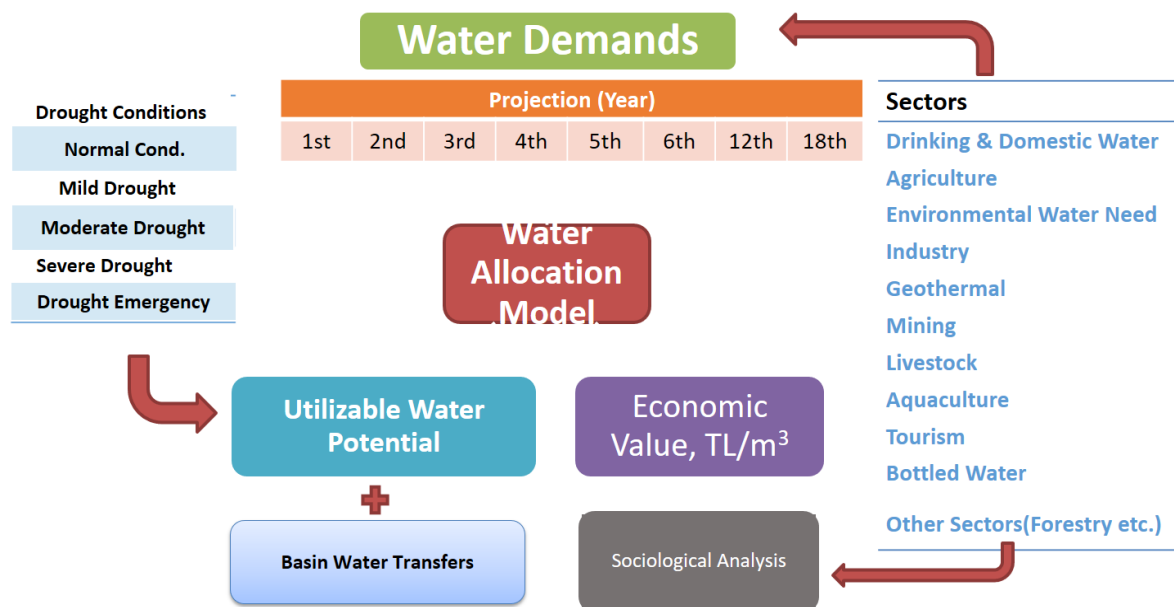 Water Demands
Projection (Year)
1st 2nd 3rd 4th 5th 6th 12th 18th
Drought Conditions
Normal Cond.
Mild Drought
Moderate Drought
Severe Drought
Drought Emergency
Water
Allocation
Model
Utilizable Water
Potential
Economic
Value, TL/m³
Basin Water Transfers
Sociological Analysis
Sectors
Drinking & Domestic Water
Agriculture
Environmental Water Need
Industry
Geothermal
Mining
Livestock
Aquaculture
Tourism
Bottled Water
Other Sectors(Forestry etc.)